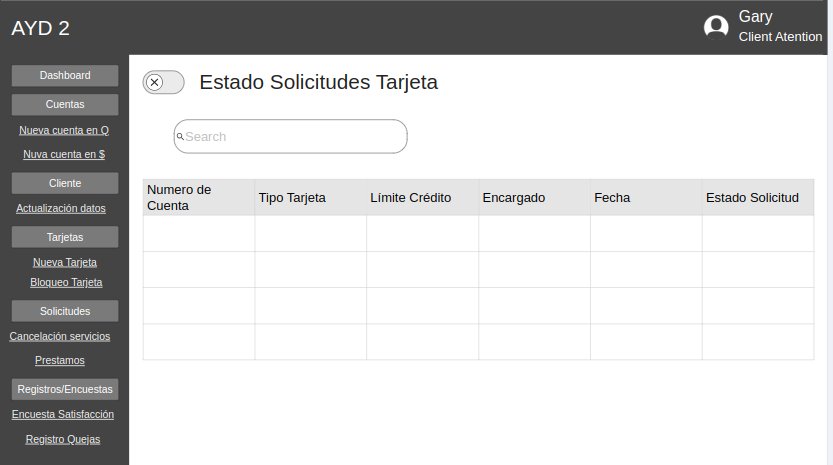 AYD 2
Gary
Client Atention
Dashboard
Cuentas
Nueva cuenta en Q
Nuva cuenta en $
Cliente
Actualización datos
Tarjetas
Nueva Tarjeta
Bloqueo Tarjeta
Solicitudes
Cancelación servicios
Prestamos
Registros/Encuestas
Encuesta Satisfacción
Registro Quejas
Estado Solicitudes Tarjeta
Search
Numero de
Cuenta
Tipo Tarjeta
Límite Crédito
Encargado
Fecha
Estado Solicitud